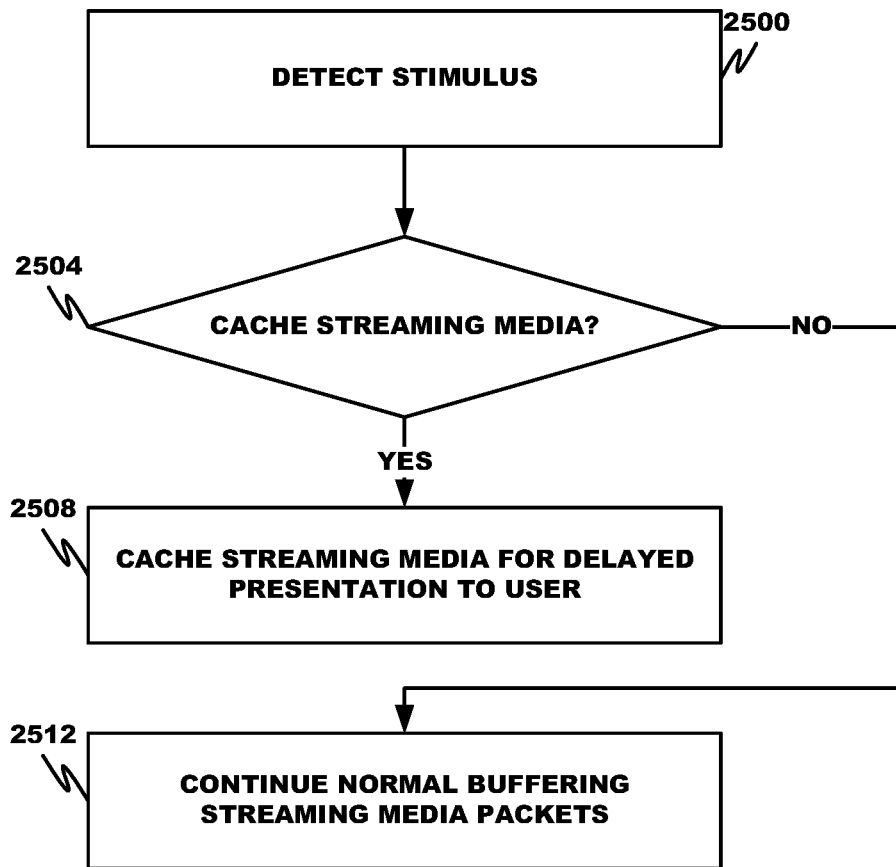 2500
DETECT STIMULUS
2504
CACHE STREAMING MEDIA?
NO
YES
2508
CACHE STREAMING MEDIA FOR DELAYED
PRESENTATION TO USER
2512
CONTINUE NORMAL BUFFERING
STREAMING MEDIA PACKETS